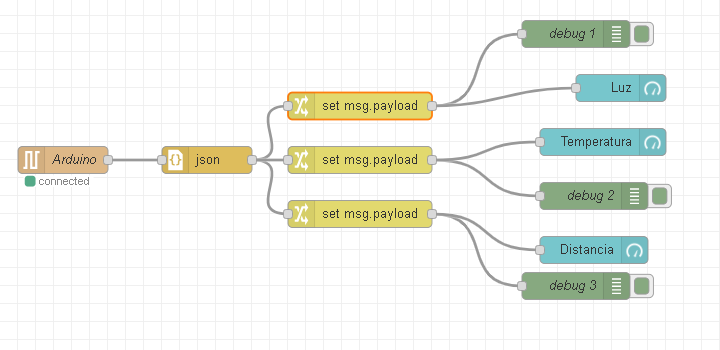 debug 1
Luz
set msg.payload
Temperatura
Arduino
json
set msg.payload
connected
debug 2
set msg.payload
Distancia
debug 3